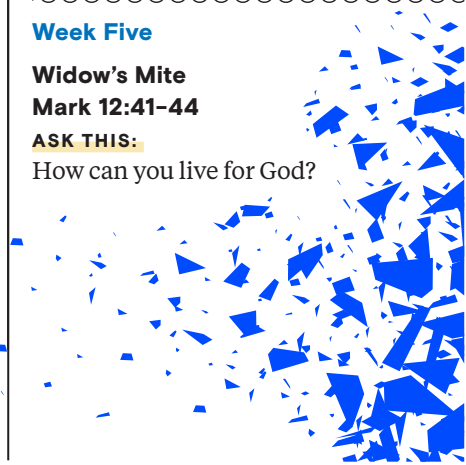 Week Five
Widow’s Mite
Mark 12:41–44
ASK THIS:
How can you live for God?